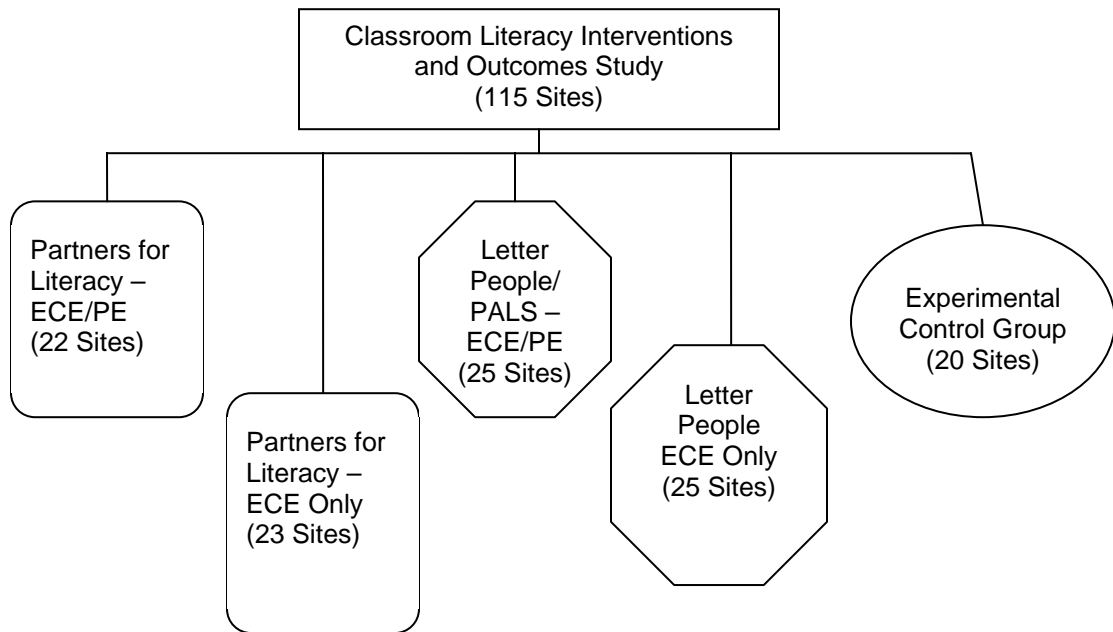 Classroom Literacy Interventions
and Outcomes Study
(115 Sites)
Partners for
Literacy –
ECE/PE
(22 Sites)
Partners for
Literacy –
ECE Only
(23 Sites)
Letter
People/
PALS –
ECE/PE
(25 Sites)
Letter
People
ECE Only
(25 Sites)
Experimental
Control Group
(20 Sites)